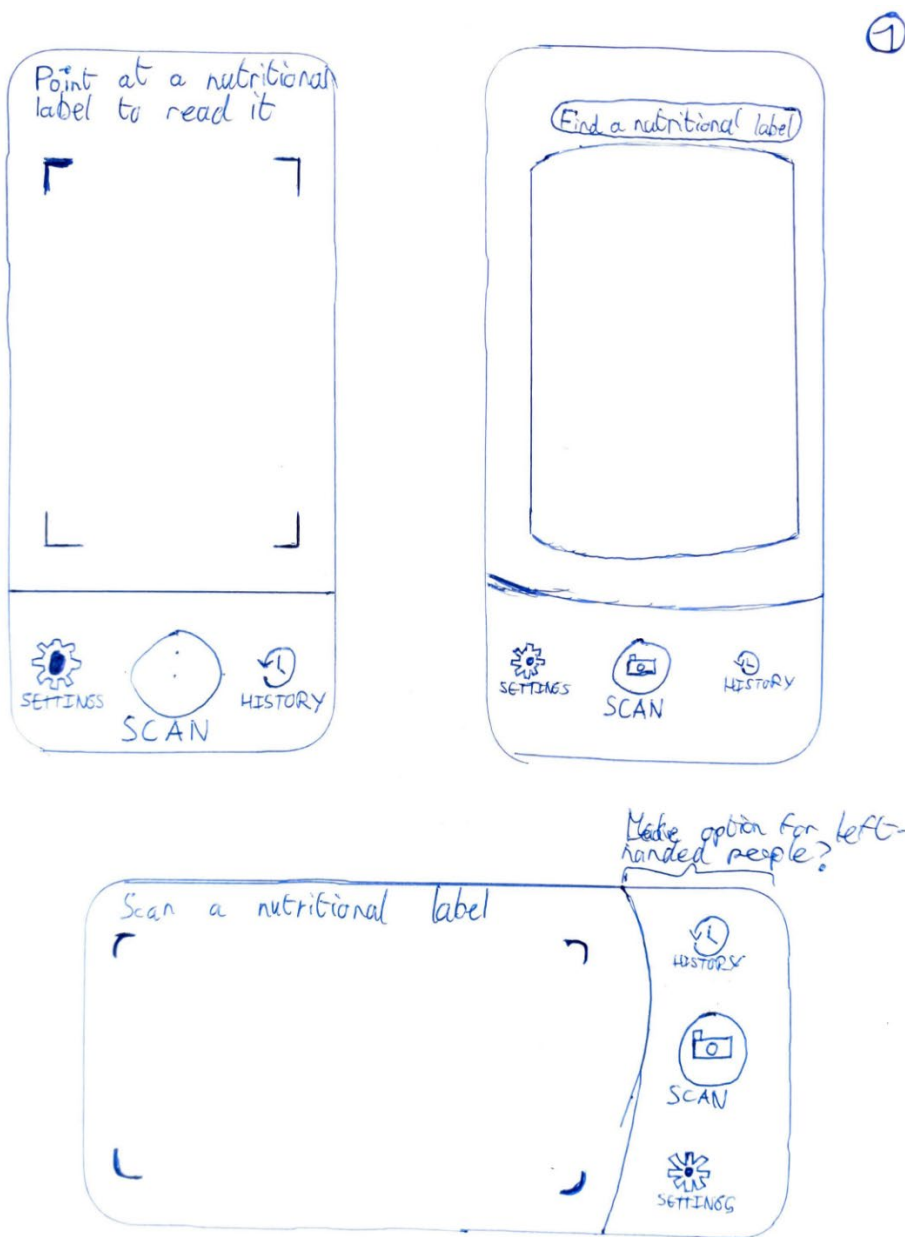 1
Point at a nutritional
label to read it
SETTINGS
SCAN
HISTORY
Find a nutritional label
SETTINGS
SCAN
HISTORY
Make option for left-
handed people?
Scan a nutritional label
HISTORY
SCAN
SETTINGS